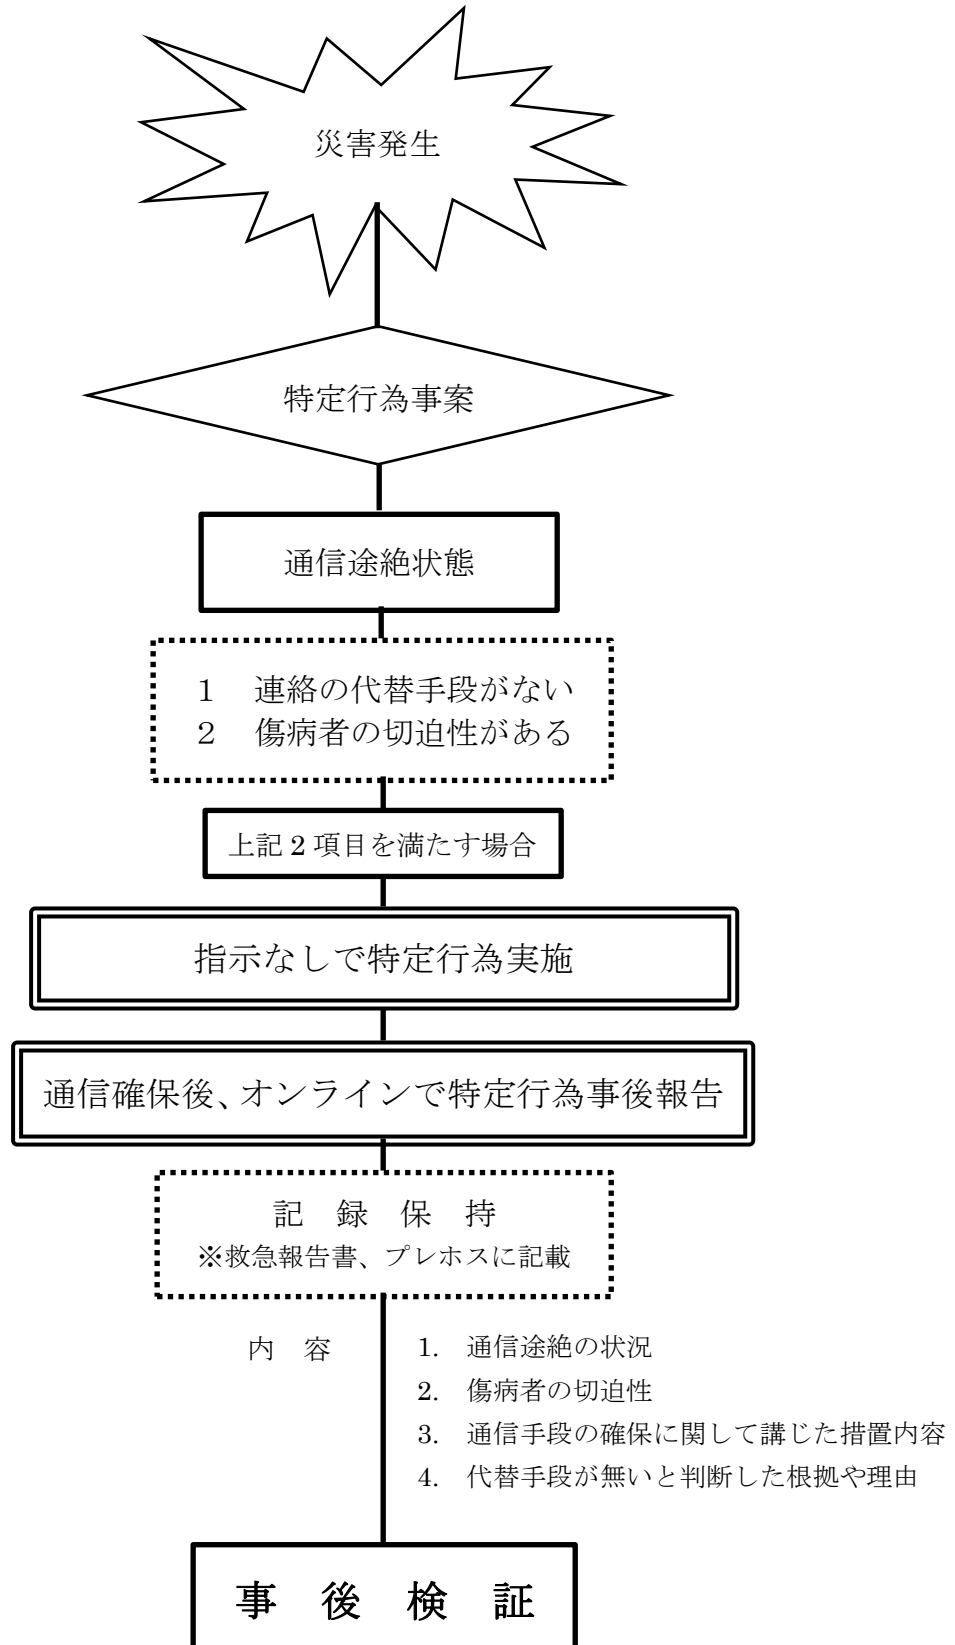 災害発生
特定行為事案
通信途絶状態
１　連絡の代替手段がない
２　傷病者の切迫性がある
上記２項目を満たす場合
指示なしで特定行為実施
通信確保後、オンラインで特定行為事後報告
記　録　保　持
※救急報告書、プレホスに記載
内　容
1.　通信途絶の状況
2.　傷病者の切迫性
3.　通信手段の確保に関して講じた措置内容
4.　代替手段が無いと判断した根拠や理由
事　後　検　証